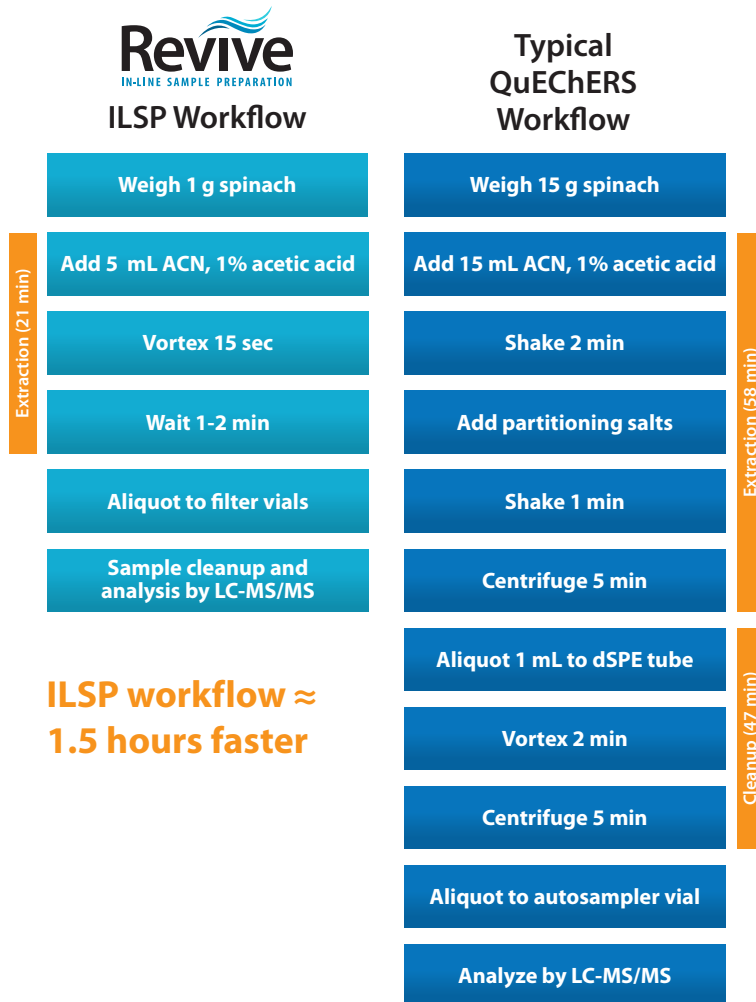 Revive
IN-LINE SAMPLE PREPARATION
ILSP Workflow
Weigh 1 g spinach
Extraction (21 min)
Add 5 mL ACN, 1% acetic acid
Vortex 15 sec
Wait 1-2 min
Aliquot to filter vials
Sample cleanup and
analysis by LC-MS/MS
ILSP workflow ≈
1.5 hours faster
Typical
QuEChERS
Workflow
Weigh 15 g spinach
Add 15 mL ACN, 1% acetic acid
Shake 2 min
Add partitioning salts
Shake 1 min
Centrifuge 5 min
Extraction (58 min)
Aliquot 1 mL to dSPE tube
Vortex 2 min
Centrifuge 5 min
Cleanup (47 min)
Aliquot to autosampler vial
Analyze by LC-MS/MS